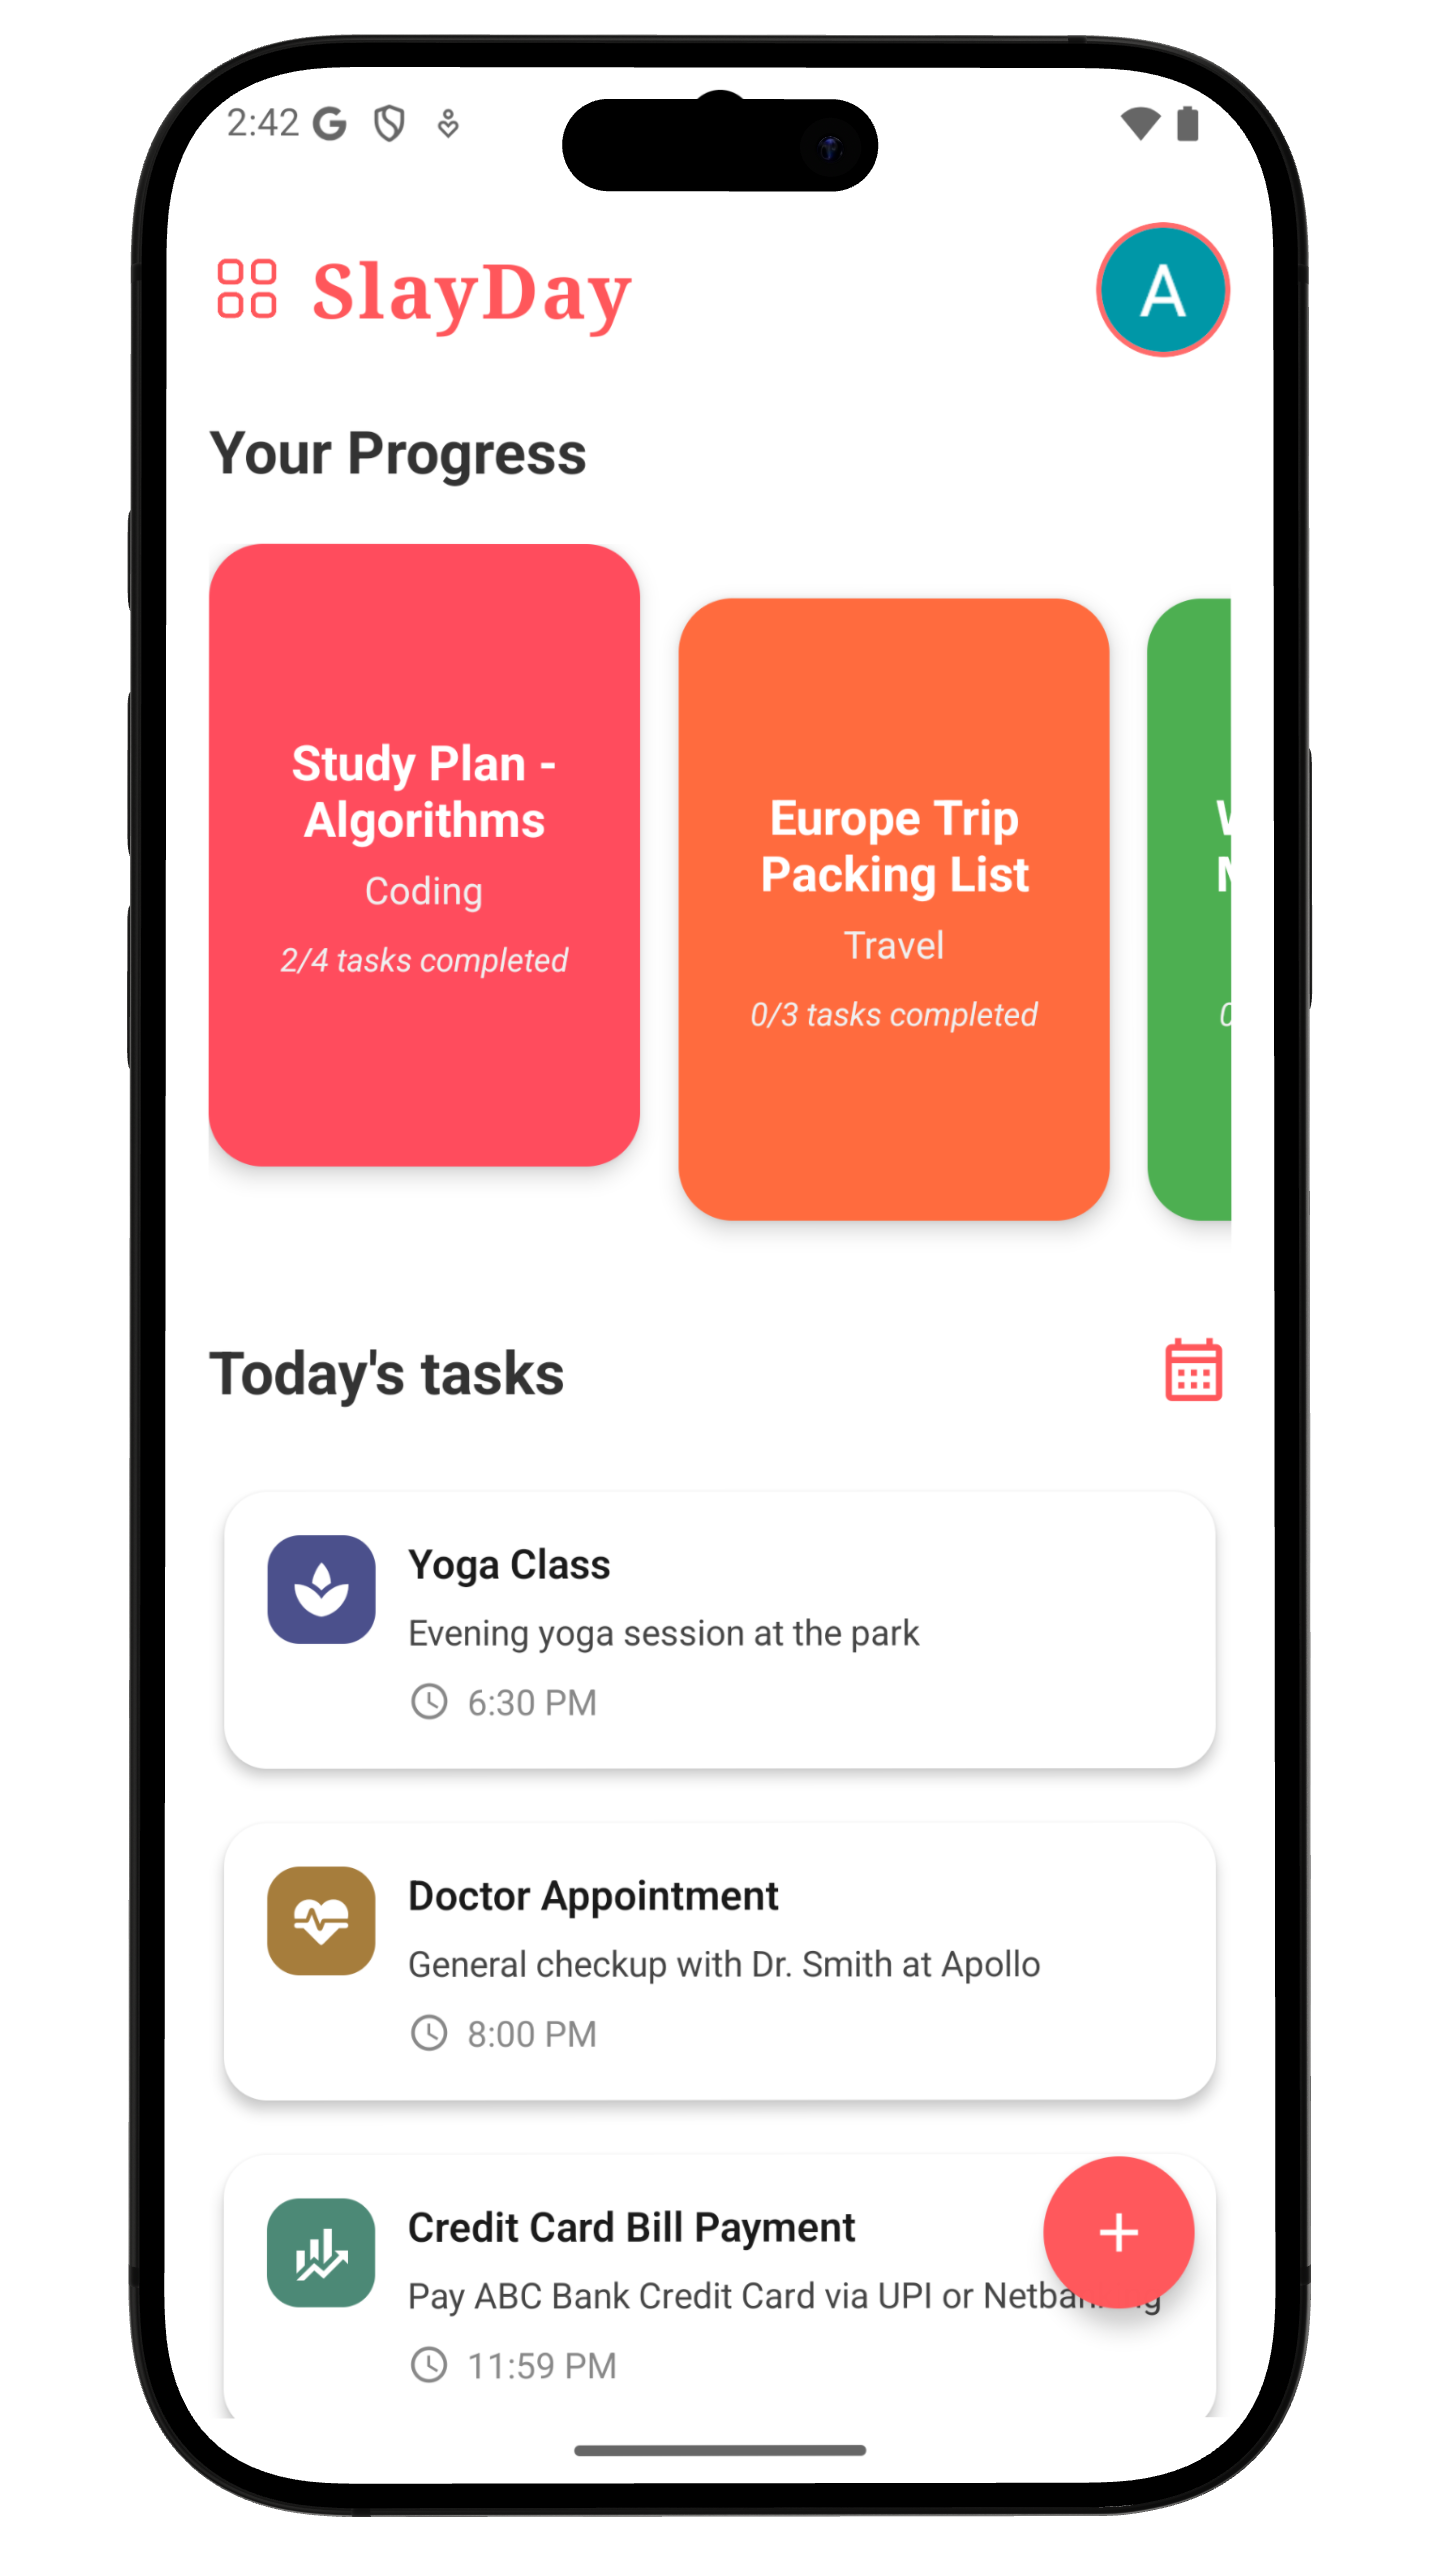 2:42
SlayDay
A
Your Progress
Study Plan -
Algorithms
Coding
2/4 tasks completed
Europe Trip
Packing List
Travel
0/3 tasks completed
Today's tasks
Yoga Class
Evening yoga session at the park
6:30 PM
Doctor Appointment
General checkup with Dr. Smith at Apollo
8:00 PM
Credit Card Bill Payment
Pay ABC Bank Credit Card via UPI or
11:59 PM